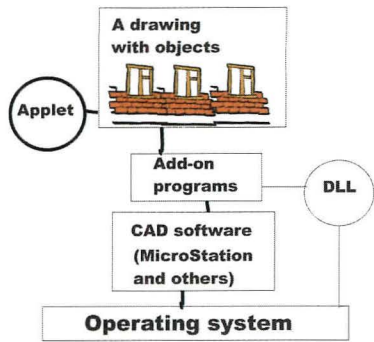 A drawing
with objects
Applet
Add-on
programs
DLL
CAD software
(MicroStation
and others)
Operating system